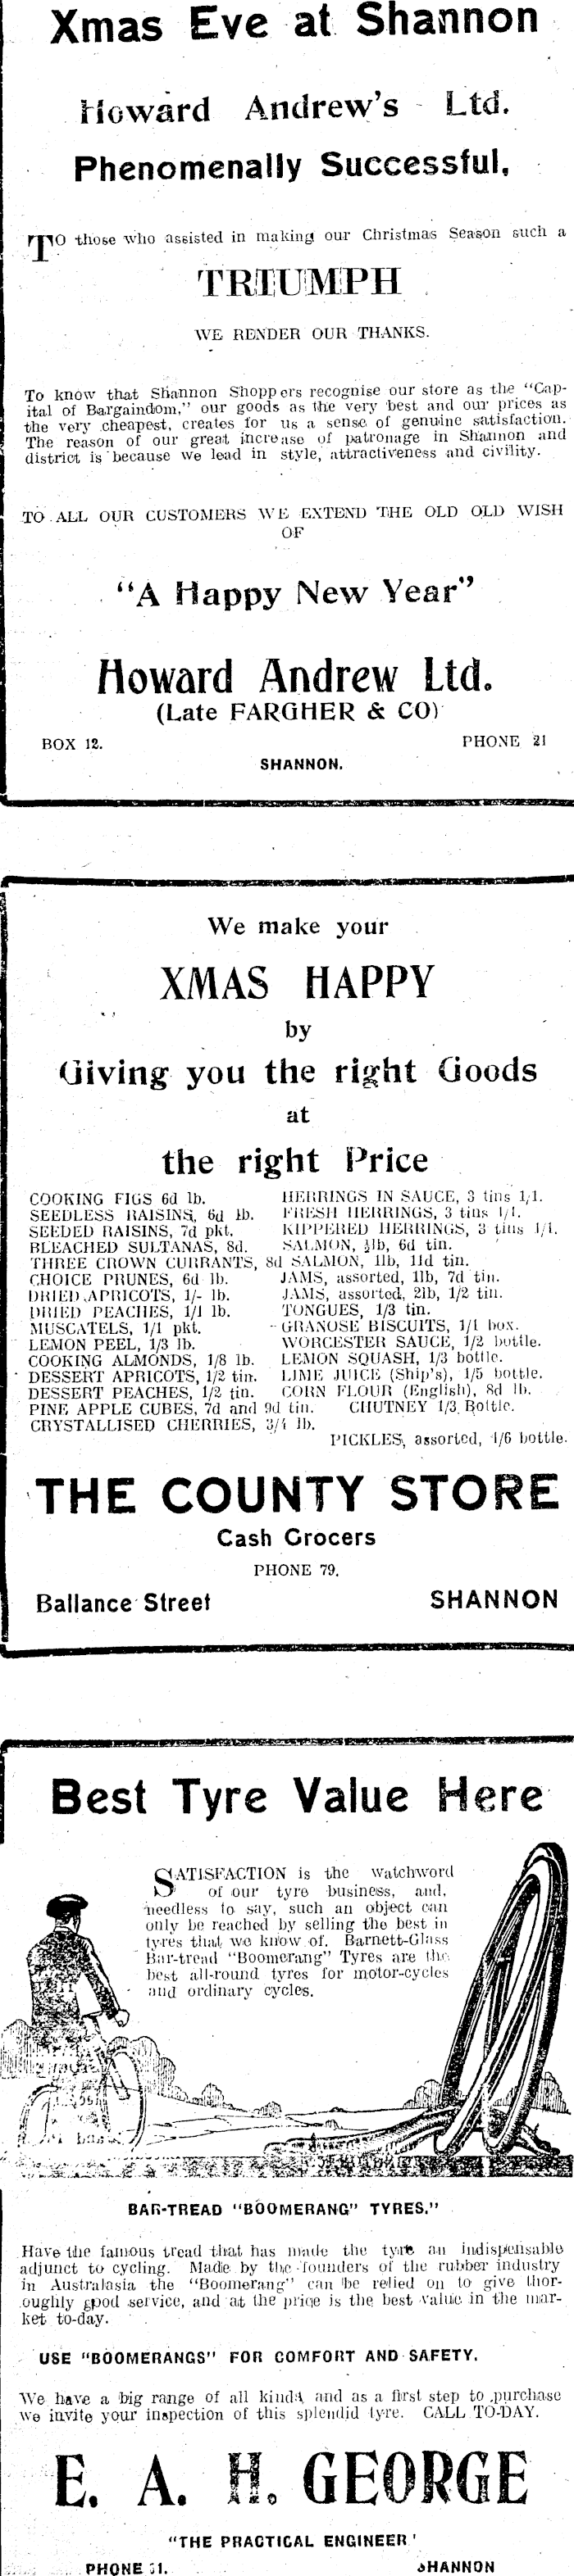 Xmas Eve at Shannon
Howard Andrew's Ltd.
Phenomenally Successful,
TO those who assisted in making our Christmas Season such a
TRIUMPH
WE RENDER OUR THANKS.
To know that Shannon Shoppers recognise our store as the "Cap-
ital of Bargaindom," our goods as the very best and our prices as
the very cheapest, creates for us a sense of genuine satisfaction.
The reason of our great increase of patronage in Shannon and
district is because we lead in style, attractiveness and civility.
TO ALL OUR CUSTOMERS WE EXTEND THE OLD OLD WISH
OF
"A Happy New Year"
Howard Andrew Ltd.
(Late FARGHER & CO)
BOX 12. PHONE 21
SHANNON.
We make your
XMAS HAPPY
by
Giving you the right Goods
at
the right Price
COOKING FIGS 6d lb. HERRINGS IN SAUCE, 3 tins 1/1.
SEEDLESS RAISINS, 6d lb. FRESH HERRINGS, 3 tins 1/1.
SEEDED RAISINS, 7d pkt. KIPPERED HERRINGS, 3 tins 1/1.
BLEACHED SULTANAS, 8d. SALMON, ½lb, 6d tin.
THREE CROWN CURRANTS, 8d SALMON, 1lb, 11d tin.
CHOICE PRUNES, 6d lb. JAMS, assorted, 1lb, 7d tin.
DRIED APRICOTS, 1/- lb. JAMS, assorted, 2lb, 1/2 tin.
DRIED PEACHES, 1/1 lb. TONGUES, 1/3 tin.
MUSCATELS, 1/1 pkt. GRANOSE BISCUITS, 1/1 box.
LEMON PEEL, 1/3 lb. WORCESTER SAUCE, 1/2 bottle.
COOKING ALMONDS, 1/8 lb. LEMON SQUASH, 1/3 bottle.
DESSERT APRICOTS, 1/2 tin. LIME JUICE (Ship's), 1/5 bottle.
DESSERT PEACHES, 1/2 tin. CORN FLOUR (English), 8d lb.
PINE APPLE CUBES, 7d and 9d tin. CHUTNEY 1/3 Bottle.
CRYSTALLISED CHERRIES, 3/4 lb.
PICKLES, assorted, 1/6 bottle.
THE COUNTY STORE
Cash Grocers
PHONE 79.
Ballance Street SHANNON
Best Tyre Value Here
SATISFACTION is the watchword
of our tyre business, and,
needless to say, such an object can
only be reached by selling the best in
tyres that we know of. Barnett-Glass
Bar-tread "Boomerang" Tyres are the
best all-round tyres for motor-cycles
and ordinary cycles.
BAR-TREAD "BOOMERANG" TYRES."
Have the famous tread that has made the tyre an indispensable
adjunct to cycling. Made by the founders of the rubber industry
in Australasia the "Boomerang" can be relied on to give thor-
oughly good service, and at the price is the best value in the mar-
ket to-day.
USE "BOOMERANGS" FOR COMFORT AND SAFETY.
We have a big range of all kinds, and as a first step to purchase
we invite your inspection of this splendid tyre. CALL TO-DAY.
E. A. H. GEORGE
"THE PRACTICAL ENGINEER'
PHONE SHANNON